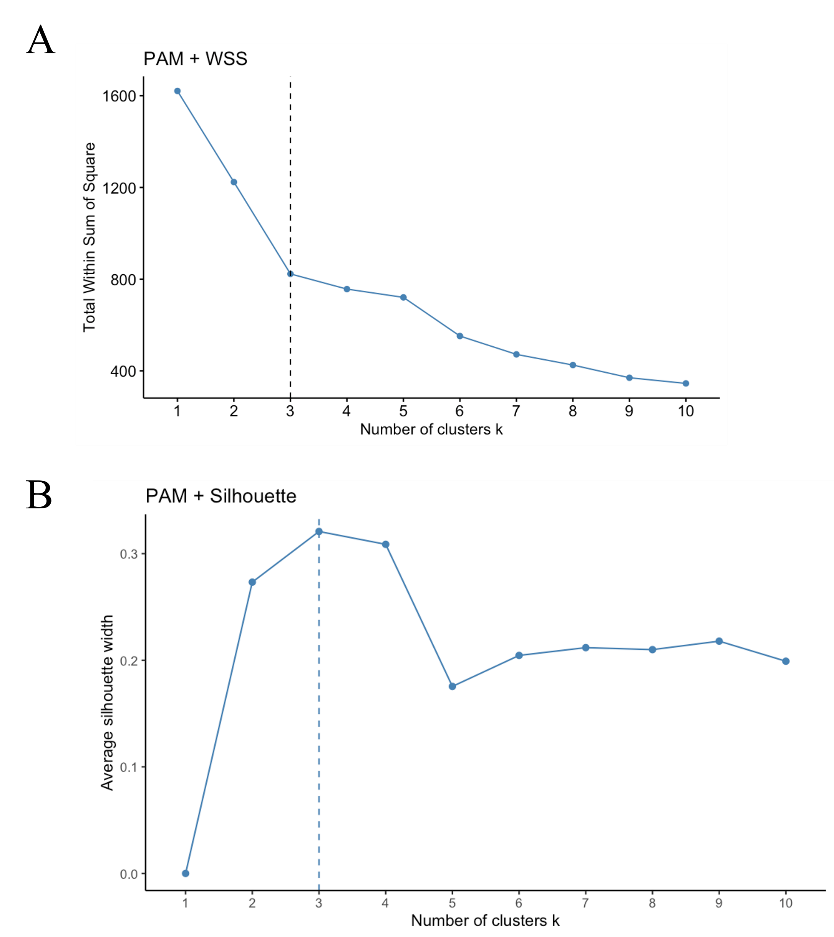 A
PAM + WSS
Total Within Sum of Square
1600
1200
800
400
1 2 3 4 5 6 7 8 9 10
Number of clusters k
B
PAM + Silhouette
Average silhouette width
0.3
0.2
0.1
0.0
1 2 3 4 5 6 7 8 9 10
Number of clusters k